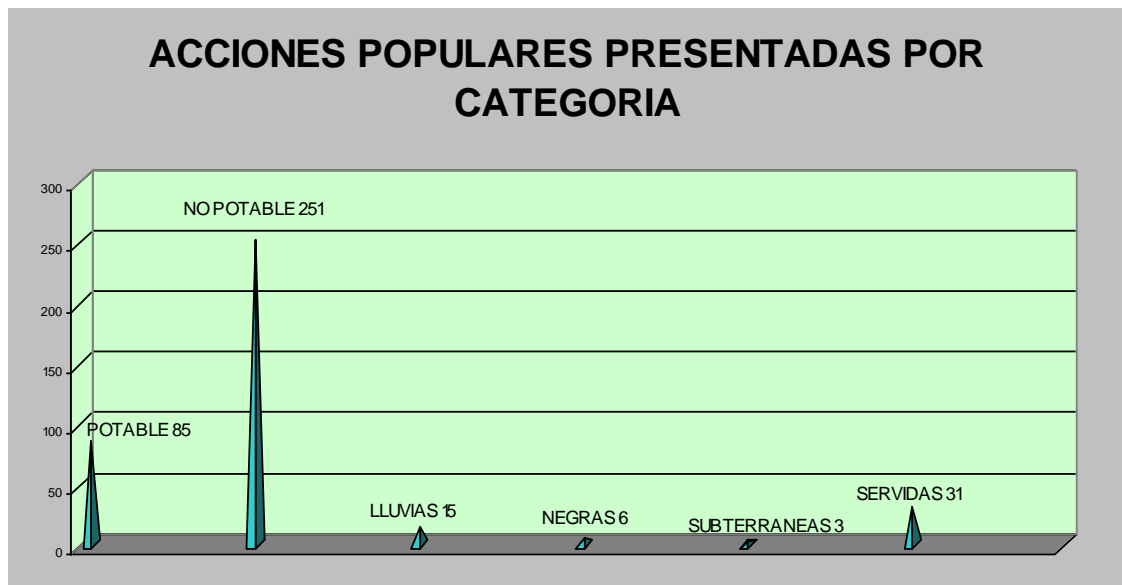 ACCIONES POPULARES PRESENTADAS POR
CATEGORIA
300
250
200
150
100
50
0
POTABLE 85
NO POTABLE 251
LLUVIAS 15
NEGRAS 6
SUBTERRANEAS 3
SERVIDAS 31